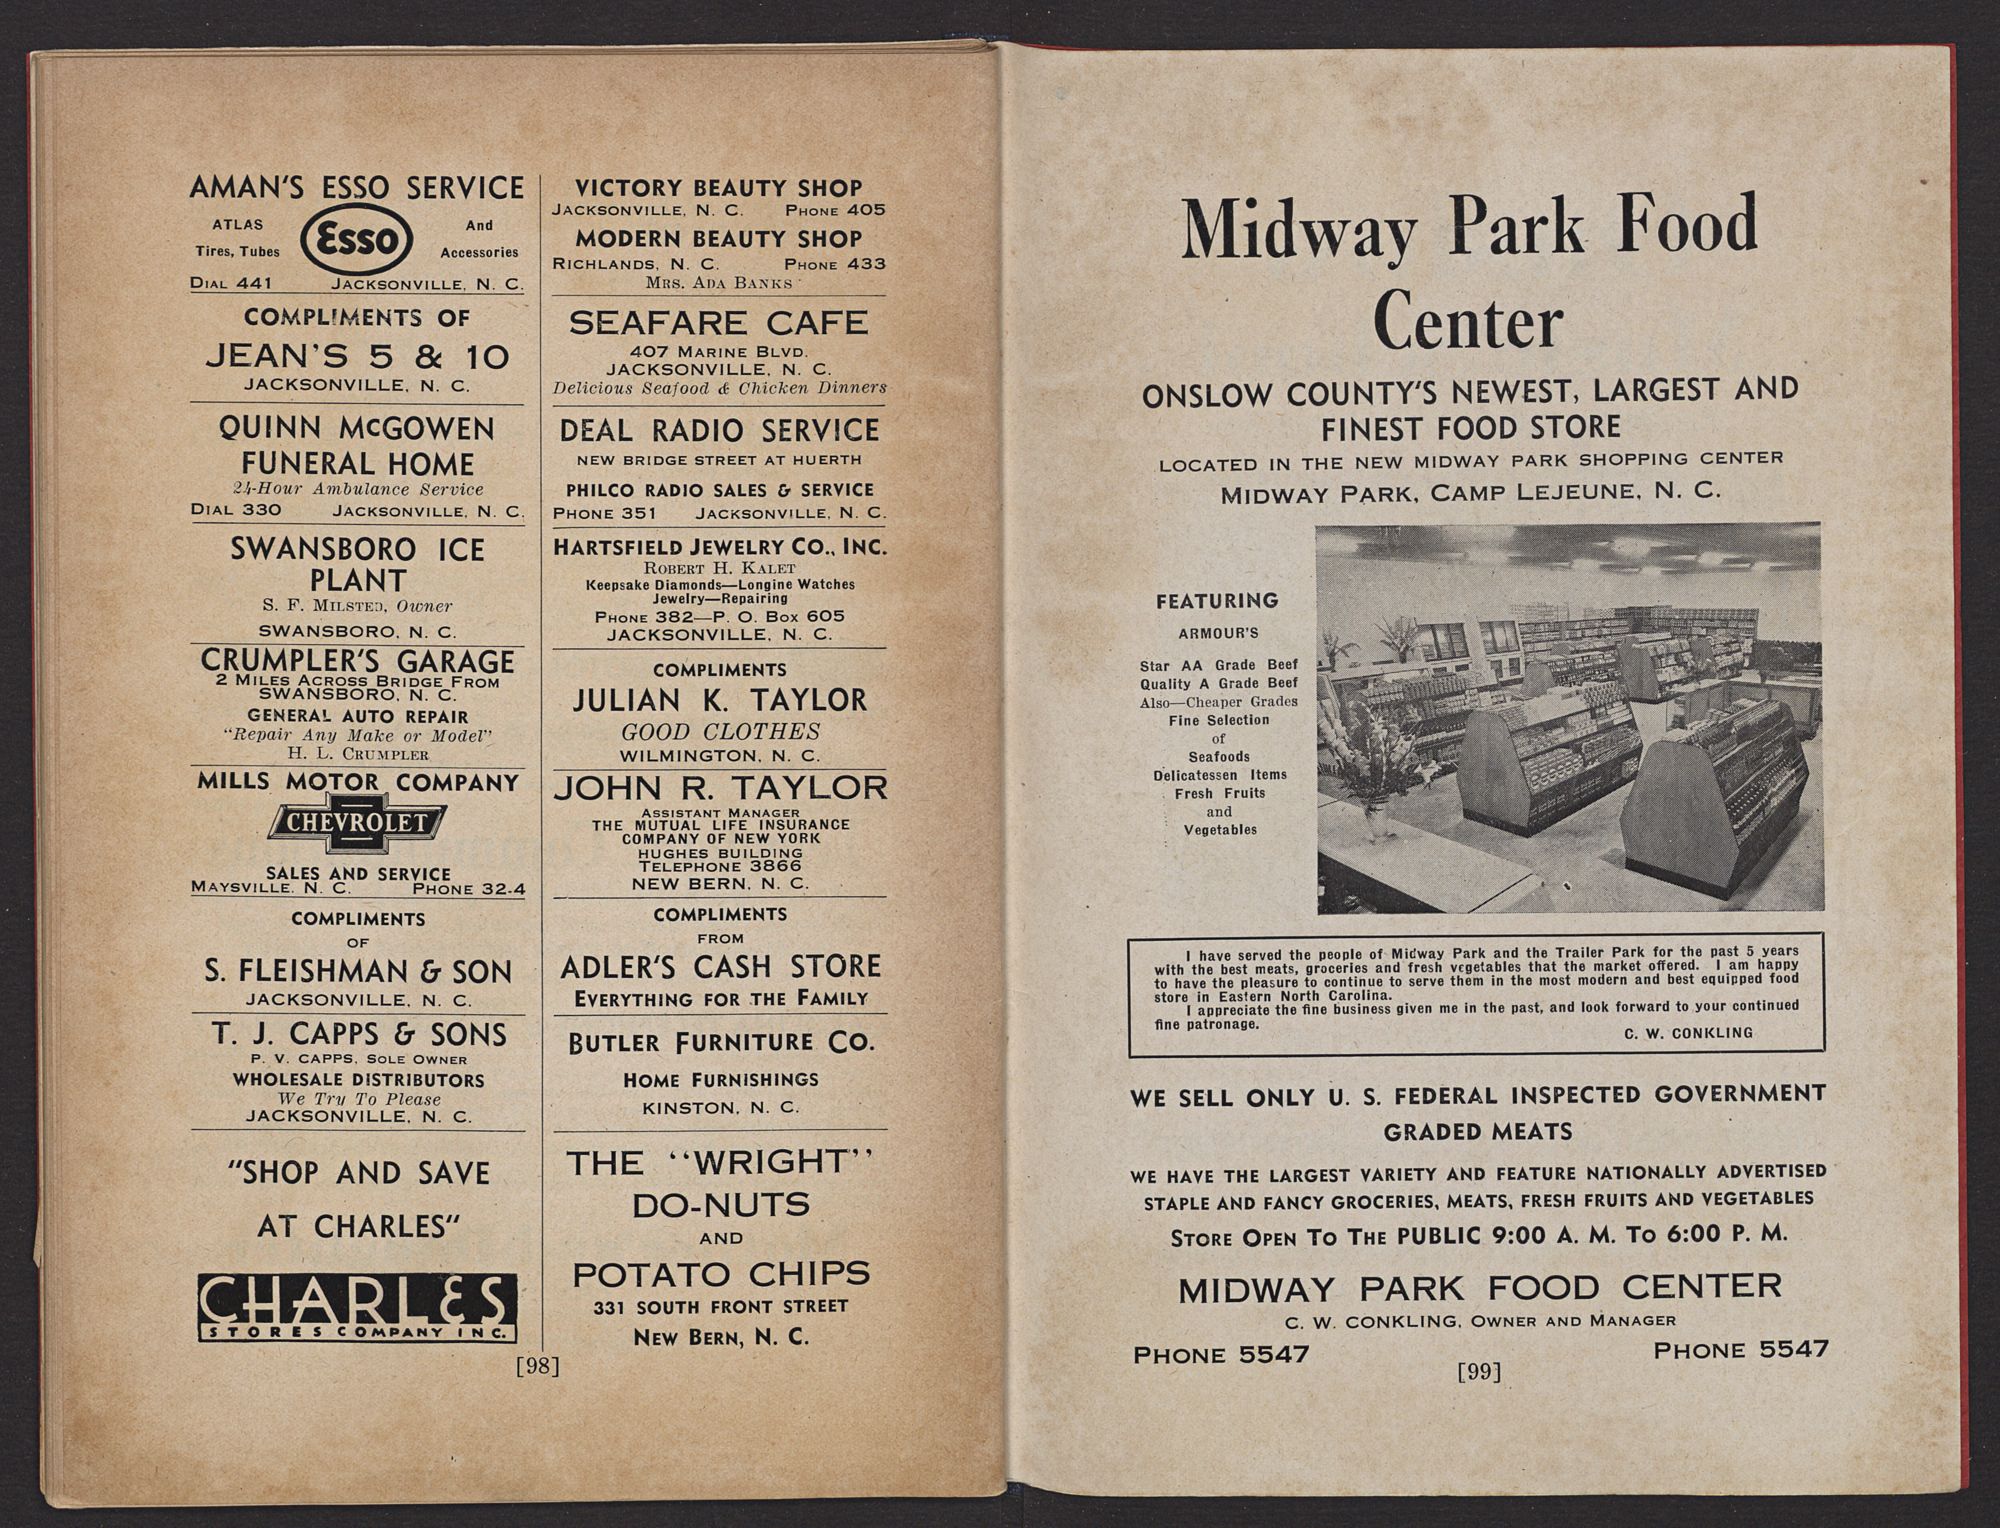 AMAN'S ESSO SERVICE
ATLAS
Tires, Tubes
Esso
And
Accessories
DIAL 441 JACKSONVILLE, N. C.
COMPLIMENTS OF
JEAN'S 5 & 10
JACKSONVILLE, N. C.
QUINN McGOWEN
FUNERAL HOME
24-Hour Ambulance Service
DIAL 330 JACKSONVILLE, N. C.
SWANSBORO ICE
PLANT
S. F. MILSTED, Owner
SWANSBORO, N. C.
CRUMPLER'S GARAGE
2 MILES ACROSS BRIDGE FROM
SWANSBORO, N. C.
GENERAL AUTO REPAIR
"Repair Any Make or Model"
H. L. CRUMPLER
MILLS MOTOR COMPANY
CHEVROLET
SALES AND SERVICE
MAYSVILLE, N. C. PHONE 32-4
COMPLIMENTS
OF
S. FLEISHMAN & SON
JACKSONVILLE, N. C.
T. J. CAPPS & SONS
P. V. CAPPS, SOLE OWNER
WHOLESALE DISTRIBUTORS
We Try To Please
JACKSONVILLE, N. C.
"SHOP AND SAVE
AT CHARLES"
CHARLES
STORES COMPANY INC.
VICTORY BEAUTY SHOP
JACKSONVILLE, N. C. PHONE 405
MODERN BEAUTY SHOP
RICHLANDS, N. C. PHONE 433
MRS. ADA BANKS
SEAFARE CAFE
407 MARINE BLVD.
JACKSONVILLE, N. C.
Delicious Seafood & Chicken Dinners
DEAL RADIO SERVICE
NEW BRIDGE STREET AT HUERTH
PHILCO RADIO SALES & SERVICE
PHONE 351 JACKSONVILLE, N. C.
HARTSFIELD JEWELRY CO., INC.
ROBERT H. KALET
Keepsake Diamonds—Longine Watches
Jewelry—Repairing
PHONE 382—P. O. BOX 605
JACKSONVILLE, N. C.
COMPLIMENTS
JULIAN K. TAYLOR
GOOD CLOTHES
WILMINGTON, N. C.
JOHN R. TAYLOR
ASSISTANT MANAGER
THE MUTUAL LIFE INSURANCE
COMPANY OF NEW YORK
HUGHES BUILDING
TELEPHONE 3866
NEW BERN, N. C.
COMPLIMENTS
FROM
ADLER'S CASH STORE
EVERYTHING FOR THE FAMILY
BUTLER FURNITURE CO.
HOME FURNISHINGS
KINSTON, N. C.
THE "WRIGHT"
DO-NUTS
AND
POTATO CHIPS
331 SOUTH FRONT STREET
NEW BERN, N. C.
[98]
Midway Park Food
Center
ONSLOW COUNTY'S NEWEST, LARGEST AND
FINEST FOOD STORE
LOCATED IN THE NEW MIDWAY PARK SHOPPING CENTER
MIDWAY PARK, CAMP LEJEUNE, N. C.
FEATURING
ARMOUR'S
Star AA Grade Beef
Quality A Grade Beef
Also—Cheaper Grades
Fine Selection
of
Seafoods
Delicatessen Items
Fresh Fruits
and
Vegetables
I have served the people of Midway Park and the Trailer Park for the past 5 years
with the best meats, groceries and fresh vegetables that the market offered. I am happy
to have the pleasure to continue to serve them in the most modern and best equipped food
store in Eastern North Carolina.
I appreciate the fine business given me in the past, and look forward to your continued
fine patronage.
C. W. CONKLING
WE SELL ONLY U. S. FEDERAL INSPECTED GOVERNMENT
GRADED MEATS
WE HAVE THE LARGEST VARIETY AND FEATURE NATIONALLY ADVERTISED
STAPLE AND FANCY GROCERIES, MEATS, FRESH FRUITS AND VEGETABLES
STORE OPEN TO THE PUBLIC 9:00 A. M. TO 6:00 P. M.
MIDWAY PARK FOOD CENTER
C. W. CONKLING, OWNER AND MANAGER
PHONE 5547 PHONE 5547
[99]